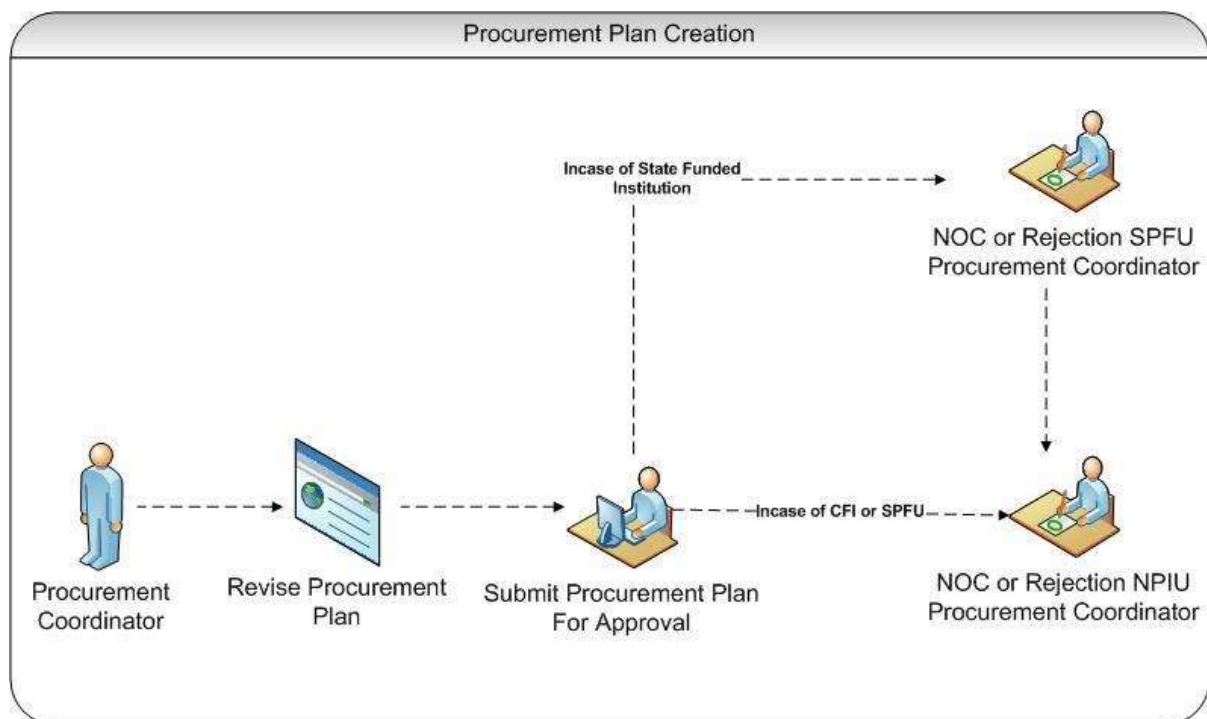 Procurement Plan Creation
Incase of State Funded
Institution
NOC or Rejection SPFU
Procurement Coordinator
Procurement
Coordinator
Revise Procurement
Plan
Submit Procurement Plan
For Approval
Incase of CFI or SPFU
NOC or Rejection NPIU
Procurement Coordinator